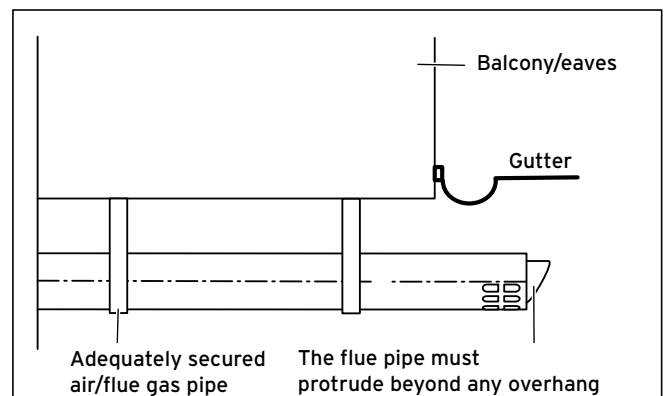 Balcony/eaves
Gutter
Adequately secured
air/flue gas pipe
The flue pipe must
protrude beyond any overhang